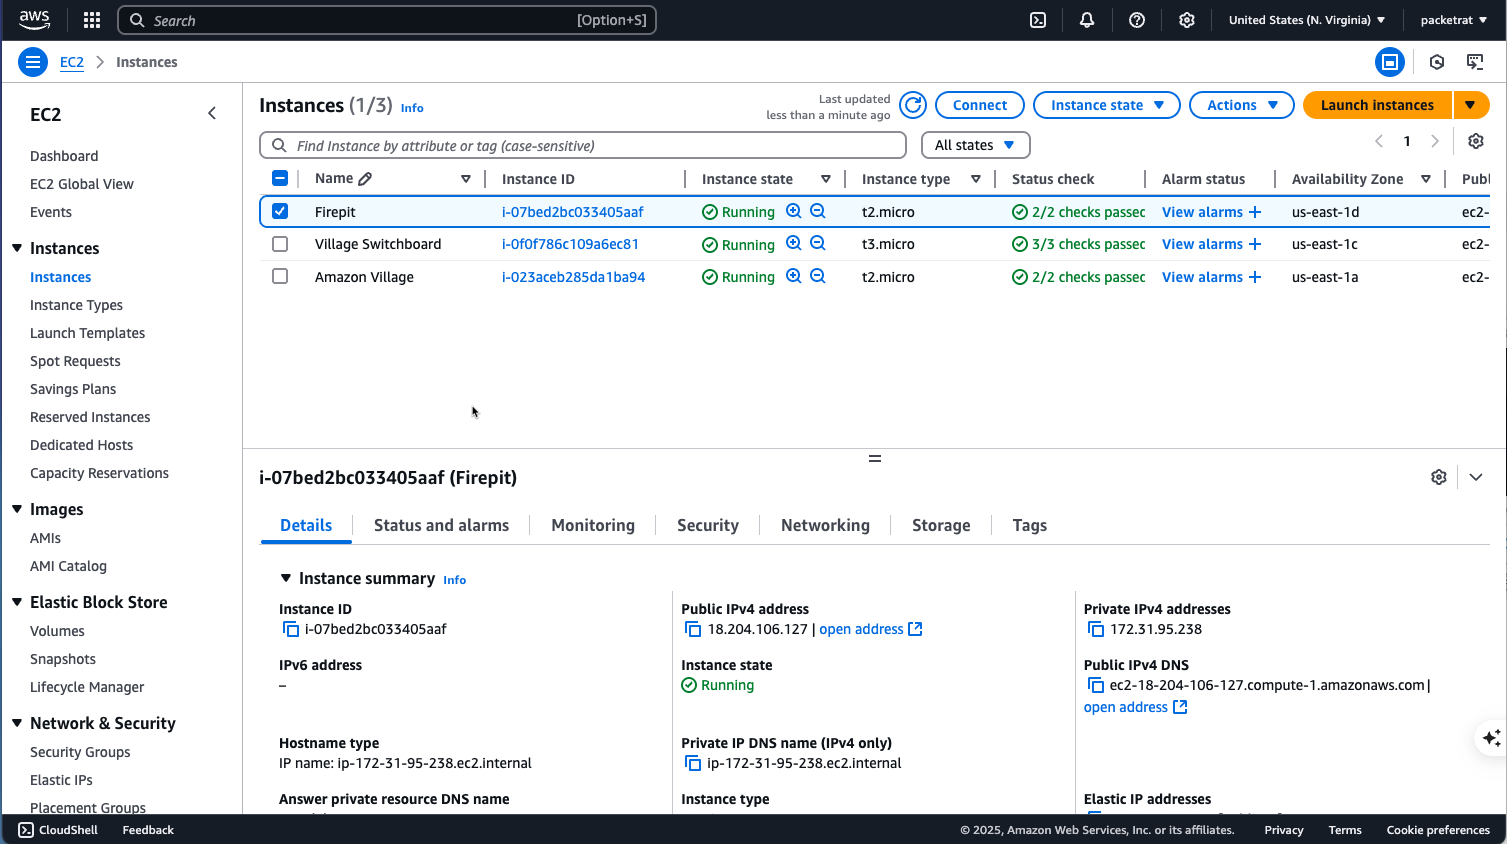 aws
Search [Option+S]
United States (N. Virginia)
packetrat
EC2
Instances
EC2
Dashboard
EC2 Global View
Events
Instances
Instances
Instance Types
Launch Templates
Spot Requests
Savings Plans
Reserved Instances
Dedicated Hosts
Capacity Reservations
Images
AMIs
AMI Catalog
Elastic Block Store
Volumes
Snapshots
Lifecycle Manager
Network & Security
Security Groups
Elastic IPs
Placement Groups
Instances (1/3) Info
Last updated
less than a minute ago
Connect
Instance state
Actions
Launch instances
Find Instance by attribute or tag (case-sensitive)
All states
1
Name Instance ID Instance state Instance type Status check Alarm status Availability Zone Publ
Firepit i-07bed2bc033405aaf Running t2.micro 2/2 checks passec View alarms us-east-1d ec2-
Village Switchboard i-0f0f786c109a6ec81 Running t3.micro 3/3 checks passec View alarms us-east-1c ec2-
Amazon Village i-023aceb285da1ba94 Running t2.micro 2/2 checks passec View alarms us-east-1a ec2-
i-07bed2bc033405aaf (Firepit)
Details Status and alarms Monitoring Security Networking Storage Tags
Instance summary Info
Instance ID
i-07bed2bc033405aaf
Public IPv4 address
18.204.106.127 | open address
Private IPv4 addresses
172.31.95.238
IPv6 address
–
Instance state
Running
Public IPv4 DNS
ec2-18-204-106-127.compute-1.amazonaws.com |
open address
Hostname type
IP name: ip-172-31-95-238.ec2.internal
Private IP DNS name (IPv4 only)
ip-172-31-95-238.ec2.internal
Answer private resource DNS name
Instance type
Elastic IP addresses
CloudShell Feedback
© 2025, Amazon Web Services, Inc. or its affiliates. Privacy Terms Cookie preferences